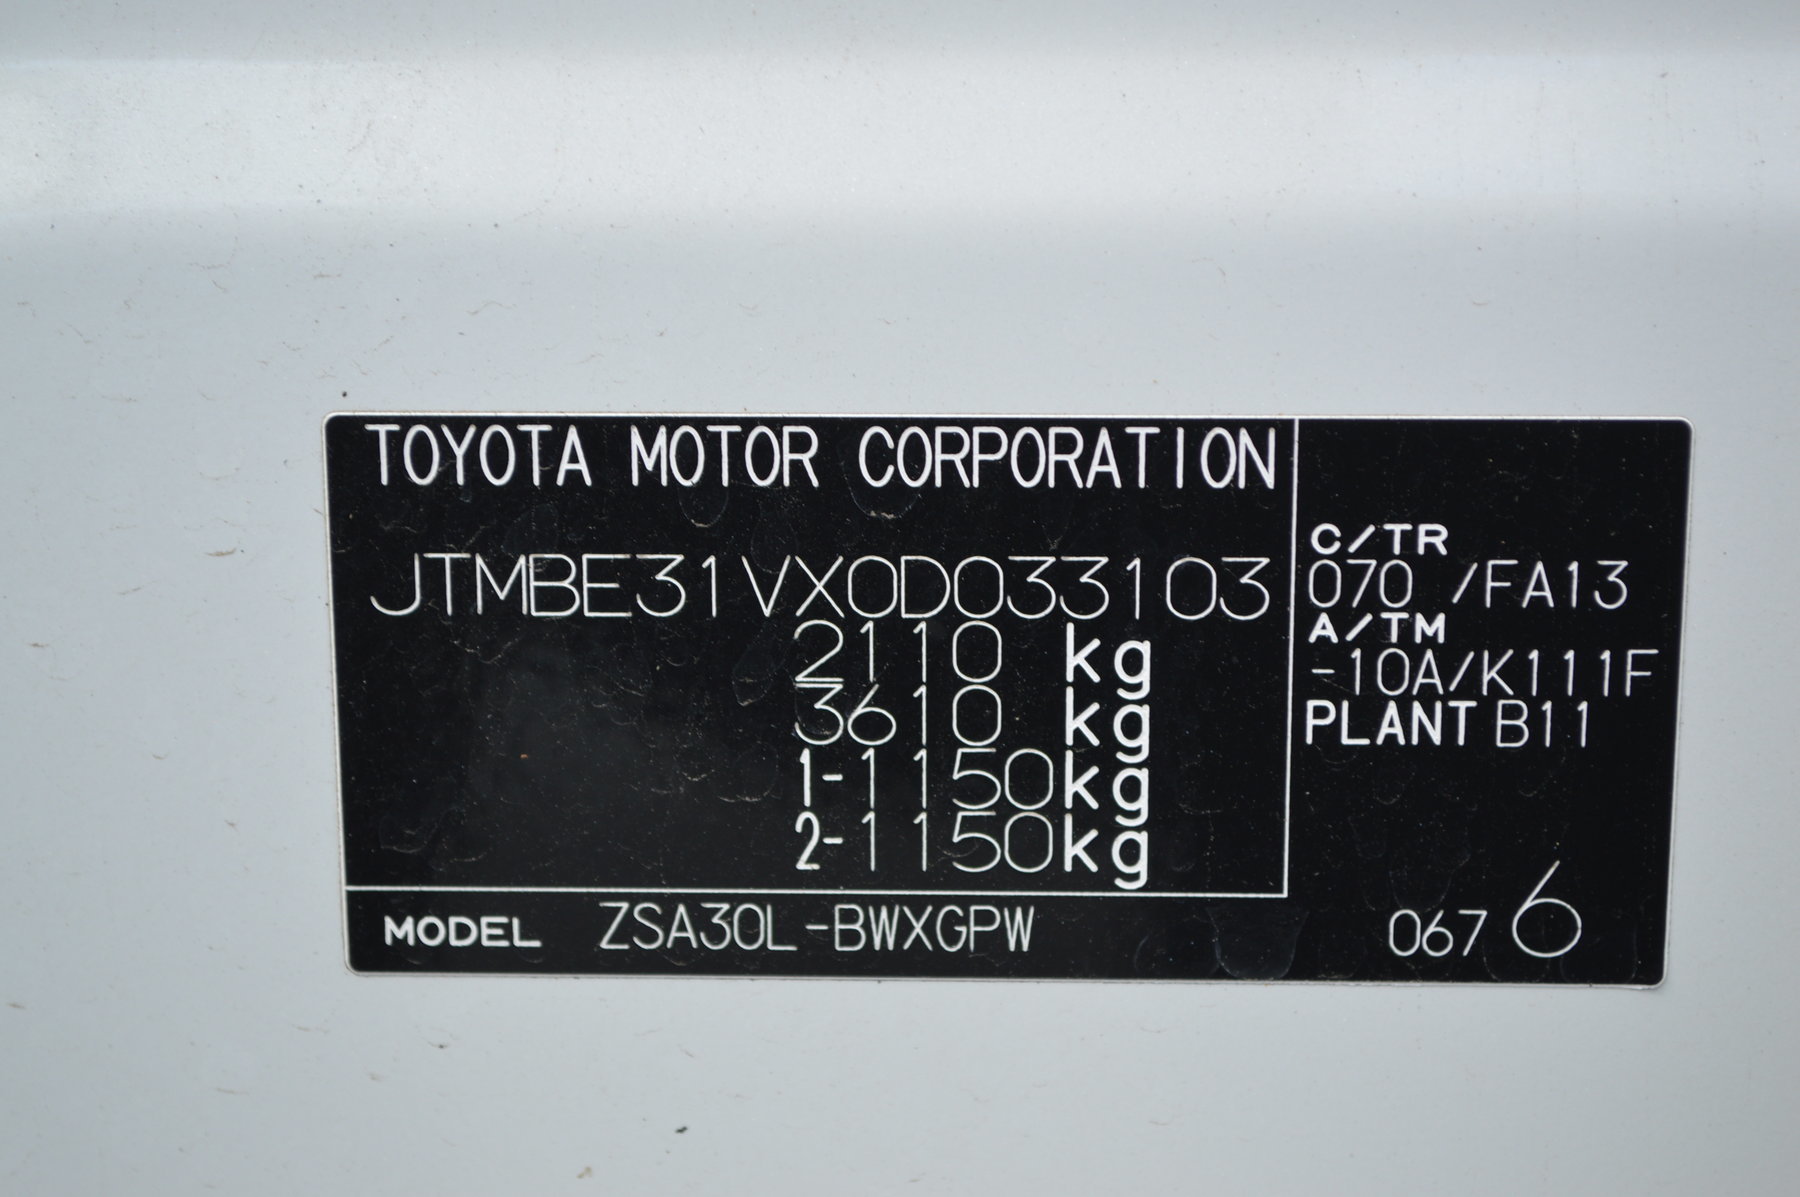 TOYOTA MOTOR CORPORATION
JTMBE31VX0D033103
2110 kg
3610 kg
1-1150kg
2-1150kg
C/TR
070 /FA13
A/TM
-10A/K111F
PLANT B11
MODEL ZSA30L-BWXGPW
067 6